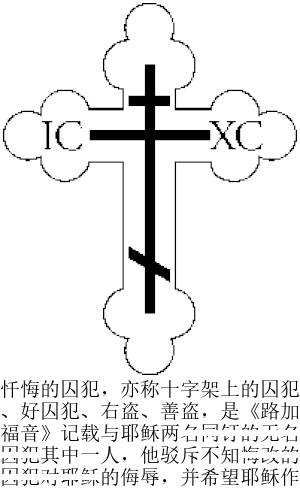 IC XC
忏悔的囚犯，亦称十字架上的囚犯
、好囚犯、右盗、善盗，是《路加
福音》记载与耶稣两名同钉的无名
囚犯其中一人，他驳斥不知悔改的
囚犯对耶稣的侮辱，并希望耶稣作